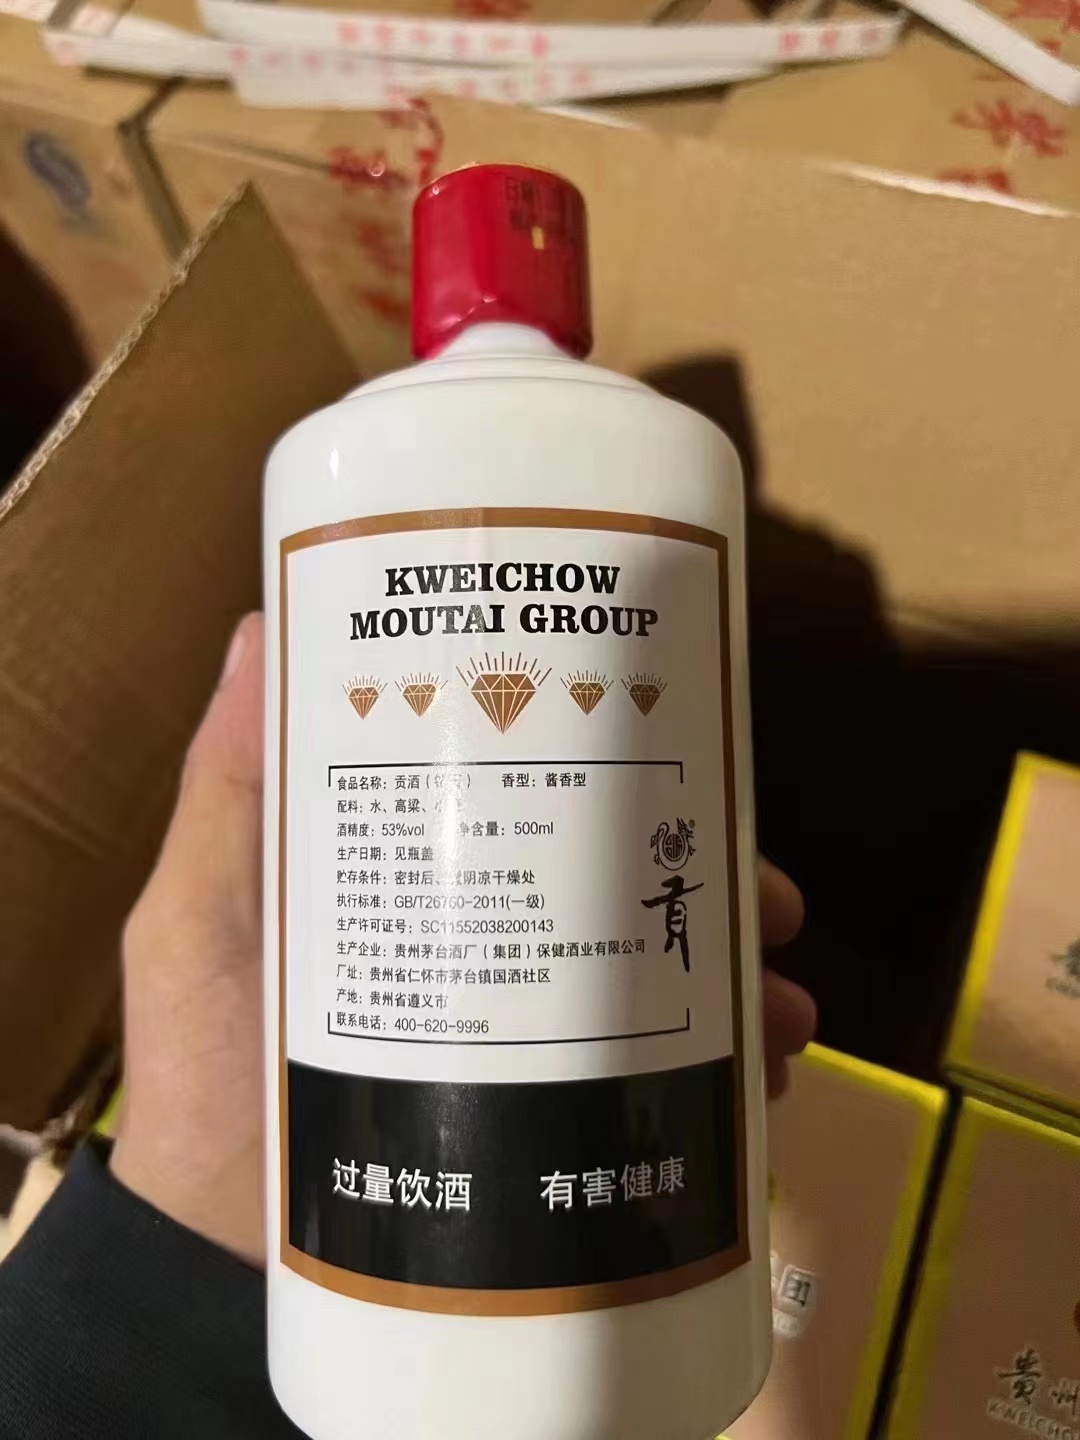 KWEICHOW
MOUTAI GROUP
食品名称：贡酒（ ） 香型：酱香型
配料：水、高粱、
酒精度：53%vol 净含量：500ml
生产日期：见瓶盖
贮存条件：密封后、 阴凉干燥处
执行标准：GB/T26760-2011(一级)
生产许可证号：SC11552038200143
生产企业：贵州茅台酒厂（集团）保健酒业有限公司
厂址：贵州省仁怀市茅台镇国酒社区
产地：贵州省遵义市
联系电话：400-620-9996
貢
过量饮酒 有害健康
团
贵州